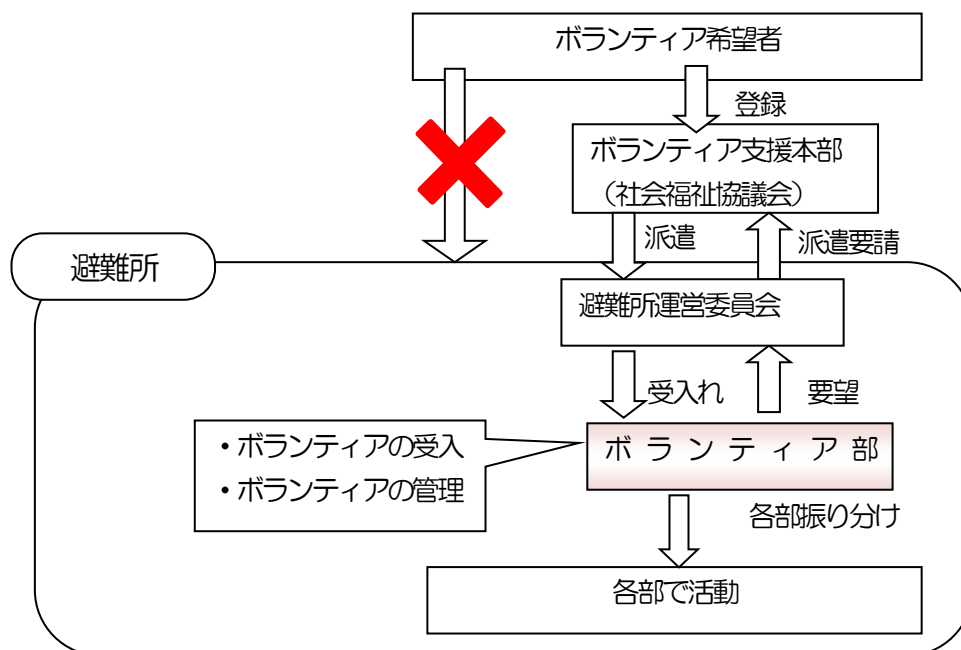 ボランティア希望者
登録
ボランティア支援本部
（社会福祉協議会）
派遣
派遣要請
避難所
避難所運営委員会
受入れ
要望
・ボランティアの受入
・ボランティアの管理
ボランティア部
各部振り分け
各部で活動